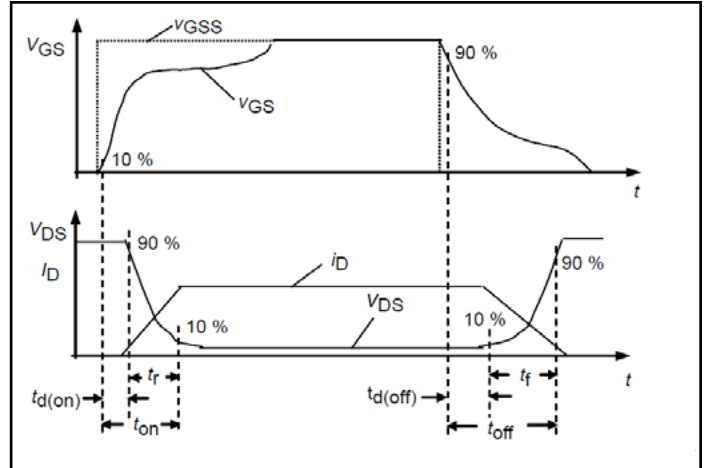 VGSS
VGS
90 %
VGS
10 %
t
VDS
90 %
iD
ID
90 %
VDS
10 %
10 %
tr
tf
t
td(on)
td(off)
ton
toff